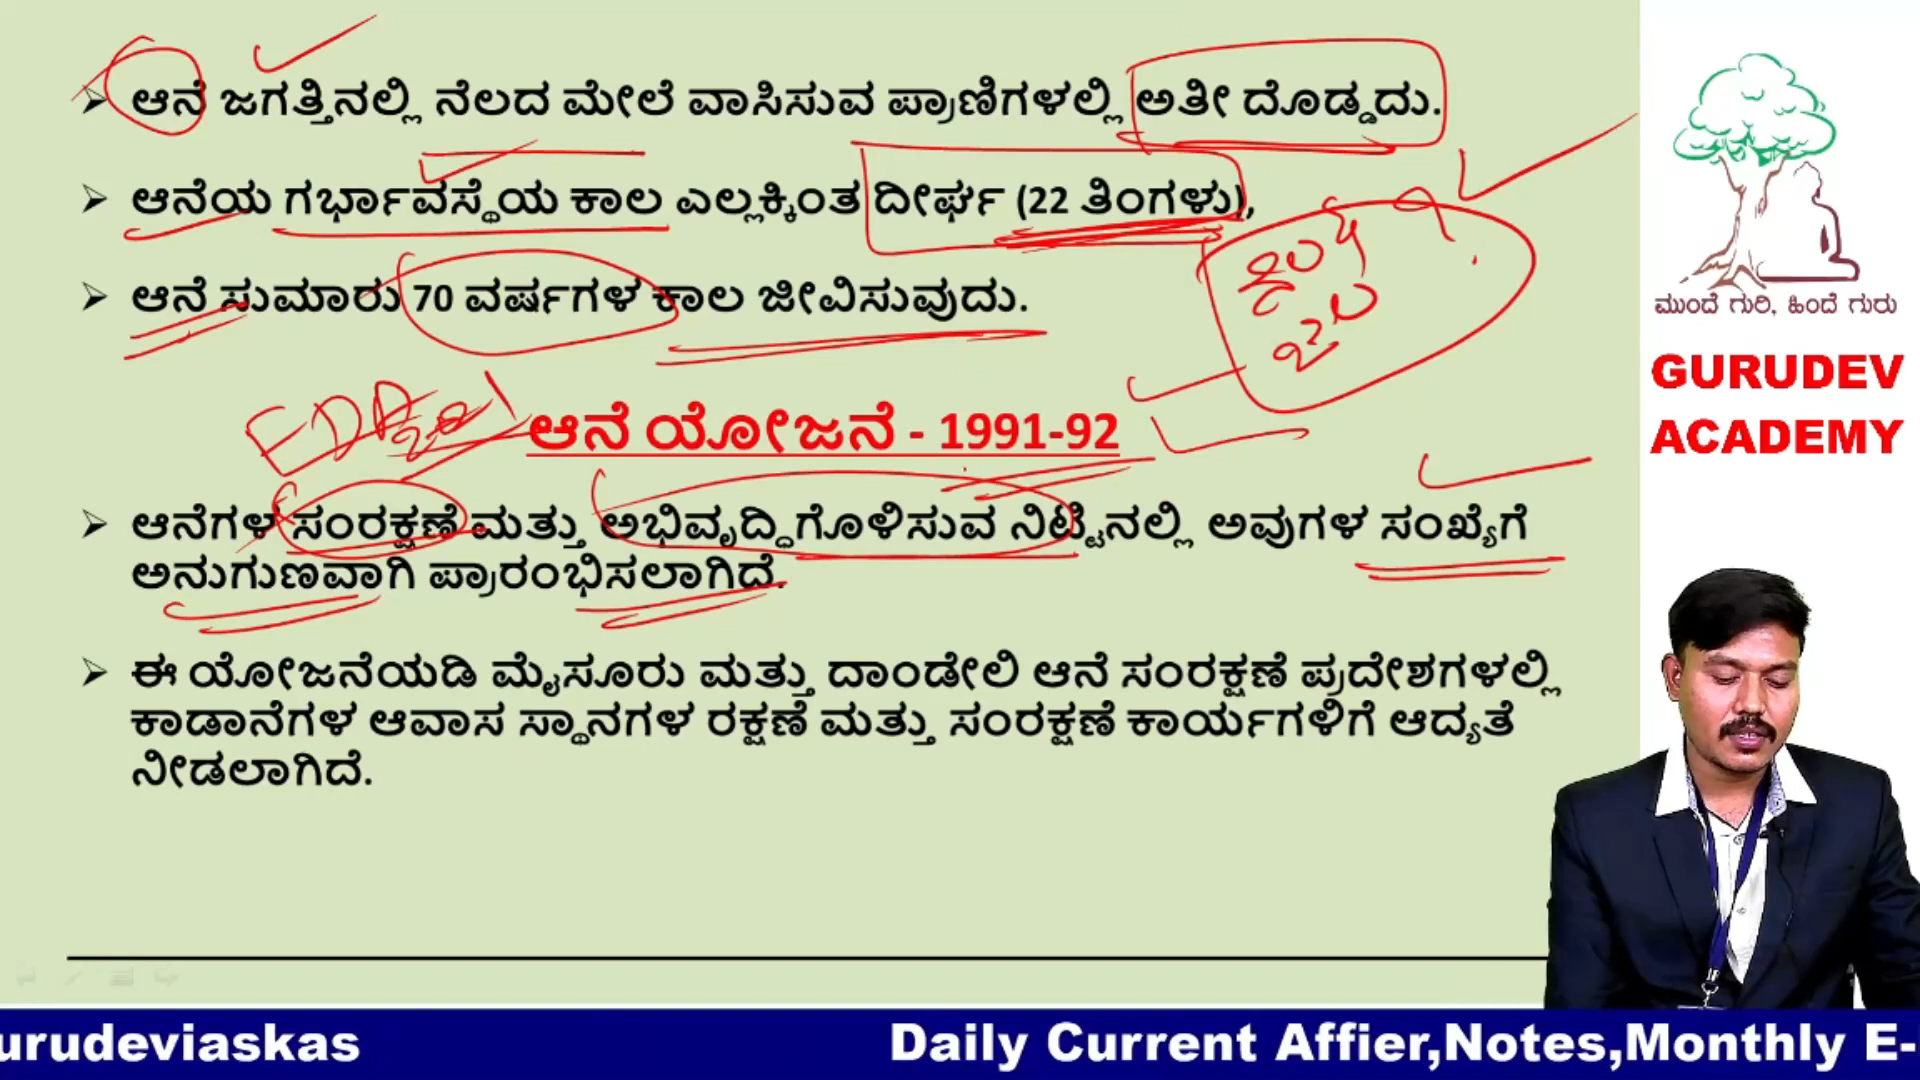 ಆನೆ ಜಗತ್ತಿನಲ್ಲಿ ನೆಲದ ಮೇಲೆ ವಾಸಿಸುವ ಪ್ರಾಣಿಗಳಲ್ಲಿ ಅತೀ ದೊಡ್ಡದು.
ಆನೆಯ ಗರ್ಭಾವಸ್ಥೆಯ ಕಾಲ ಎಲ್ಲಕ್ಕಿಂತ ದೀರ್ಘ (22 ತಿಂಗಳು),
ಆನೆ ಸುಮಾರು 70 ವರ್ಷಗಳ ಕಾಲ ಜೀವಿಸುವುದು.
ಆನೆ ಯೋಜನೆ - 1991-92
ಆನೆಗಳ ಸಂರಕ್ಷಣೆ ಮತ್ತು ಅಭಿವೃದ್ಧಿಗೊಳಿಸುವ ನಿಟ್ಟಿನಲ್ಲಿ ಅವುಗಳ ಸಂಖ್ಯೆಗೆ
ಅನುಗುಣವಾಗಿ ಪ್ರಾರಂಭಿಸಲಾಗಿದೆ.
ಈ ಯೋಜನೆಯಡಿ ಮೈಸೂರು ಮತ್ತು ದಾಂಡೇಲಿ ಆನೆ ಸಂರಕ್ಷಣೆ ಪ್ರದೇಶಗಳಲ್ಲಿ
ಕಾಡಾನೆಗಳ ಆವಾಸ ಸ್ಥಾನಗಳ ರಕ್ಷಣೆ ಮತ್ತು ಸಂರಕ್ಷಣೆ ಕಾರ್ಯಗಳಿಗೆ ಆದ್ಯತೆ
ನೀಡಲಾಗಿದೆ.
ಮುಂದೆ ಗುರಿ, ಹಿಂದೆ ಗುರು
GURUDEV
ACADEMY
urudeviaskas Daily Current Affier,Notes,Monthly E-